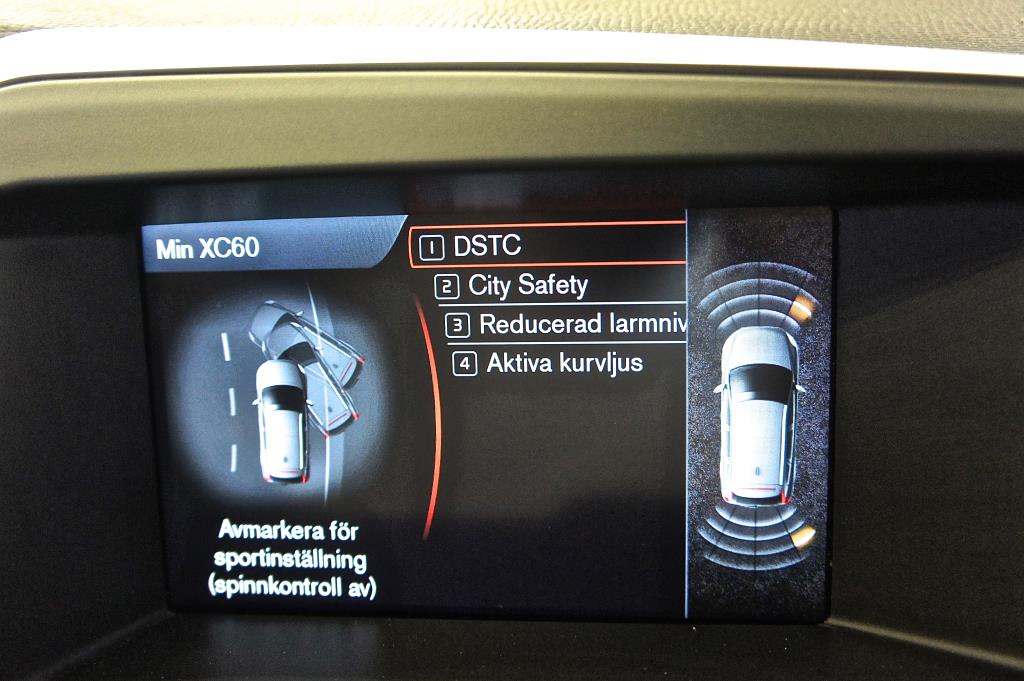 Min XC60
1 DSTC
2 City Safety
3 Reducerad larmniv
4 Aktiva kurvljus
Avmarkera för
sportinställning
(spinnkontroll av)